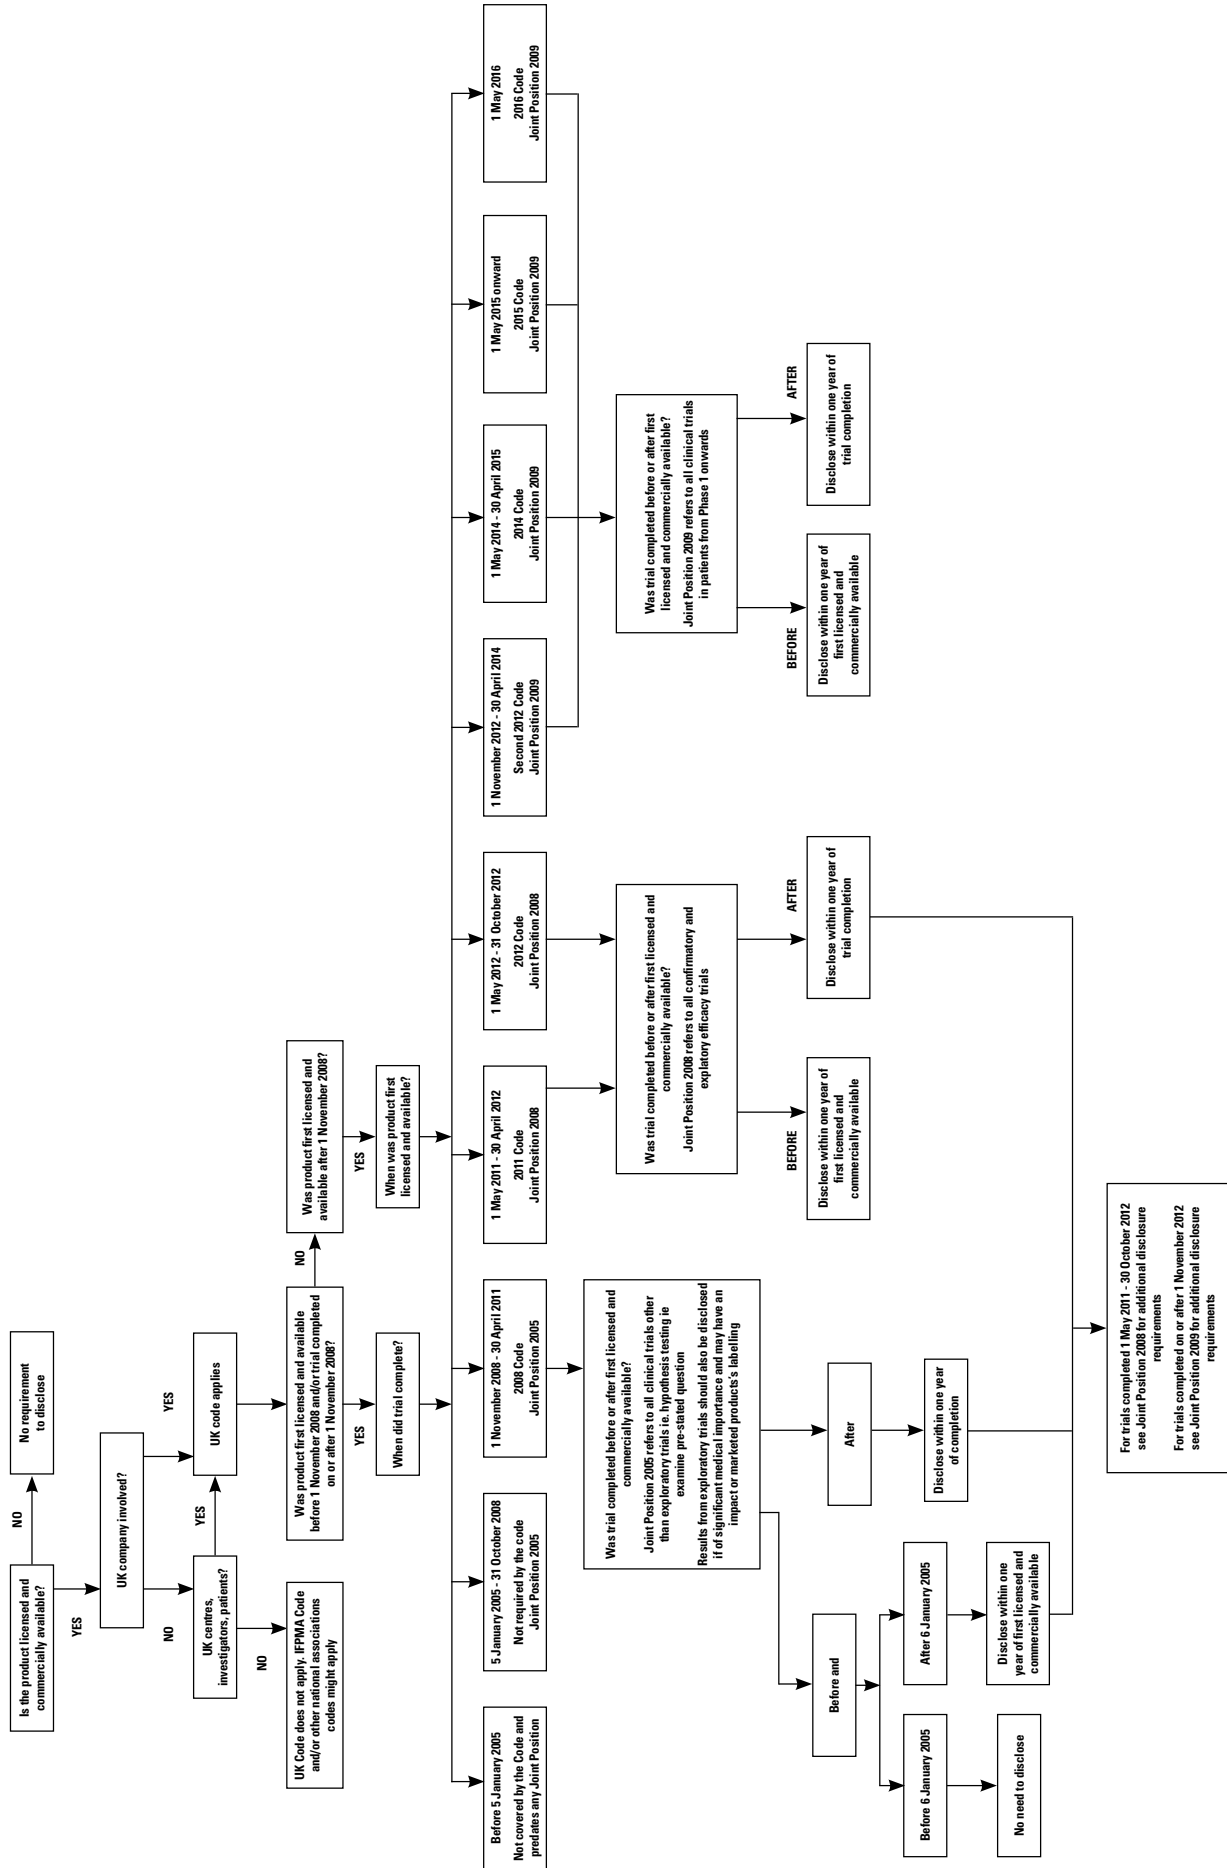 Is the product licensed and
commercially available?
NO
No requirement
to disclose
YES
UK company involved?
NO
YES
UK centres,
investigators, patients?
YES
UK code applies
NO
UK Code does not apply. IFPMA Code
and/or other national associations
codes might apply
Was product first licensed and available
before 1 November 2008 and/or trial completed
on or after 1 November 2008?
NO
Was product first licensed and
available after 1 November 2008?
YES
YES
When did trial complete?
When was product first
licensed and available?
Before 5 January 2005
Not covered by the Code and
predates any Joint Position
5 January 2005 - 31 October 2008
Not required by the code
Joint Position 2005
1 November 2008 - 30 April 2011
2008 Code
Joint Position 2005
1 May 2011 - 30 April 2012
2011 Code
Joint Position 2008
1 May 2012 - 31 October 2012
2012 Code
Joint Position 2008
1 November 2012 - 30 April 2014
Second 2012 Code
Joint Position 2009
1 May 2014 - 30 April 2015
2014 Code
Joint Position 2009
1 May 2015 onward
2015 Code
Joint Position 2009
1 May 2016
2016 Code
Joint Position 2009
Was trial completed before or after first licensed and
commercially available?
Joint Position 2005 refers to all clinical trials other
than exploratory trials ie. hypothesis testing ie
examine pre-stated question
Results from exploratory trials should also be disclosed
if of significant medical importance and may have an
impact or marketed products's labelling
Was trial completed before or after first licensed and
commercially available?
Joint Position 2008 refers to all confirmatory and
explratory efficacy trials
Was trial completed before or after first
licensed and commercially available?
Joint Position 2009 refers to all clinical trials
in patients from Phase 1 onwards
BEFORE
AFTER
BEFORE
AFTER
Before and
After
Disclose within one year of
first licensed and
commercially available
Disclose within one year of
trial completion
Disclose within one year of
first licensed and
commercially available
Disclose within one year of
trial completion
Before 6 January 2005
After 6 January 2005
Disclose within one year
of completion
No need to disclose
Disclose within one
year of first licensed and
commercially available
For trials completed 1 May 2011 - 30 October 2012
see Joint Position 2008 for additional disclosure
requirements
For trials completed on or after 1 November 2012
see Joint Position 2009 for additional disclosure
requirements